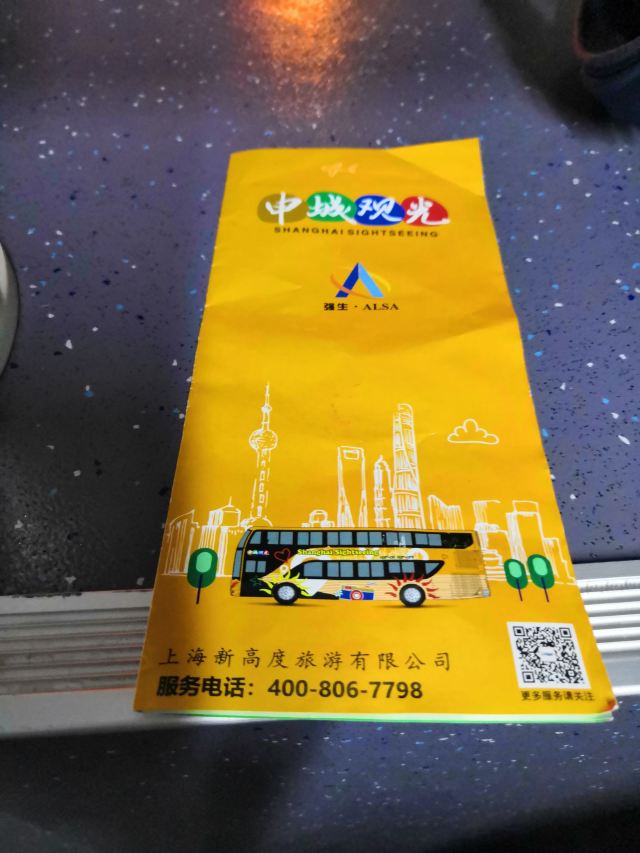 申城观光
SHANGHAI SIGHTSEEING
强生·ALSA
Shanghai Sightseeing
上海新高度旅游有限公司
服务电话：400-806-7798
更多服务请关注